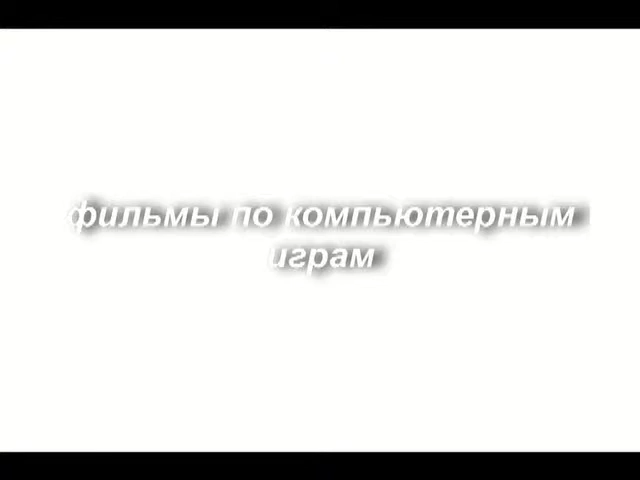 фильмы по компьютерным
играм